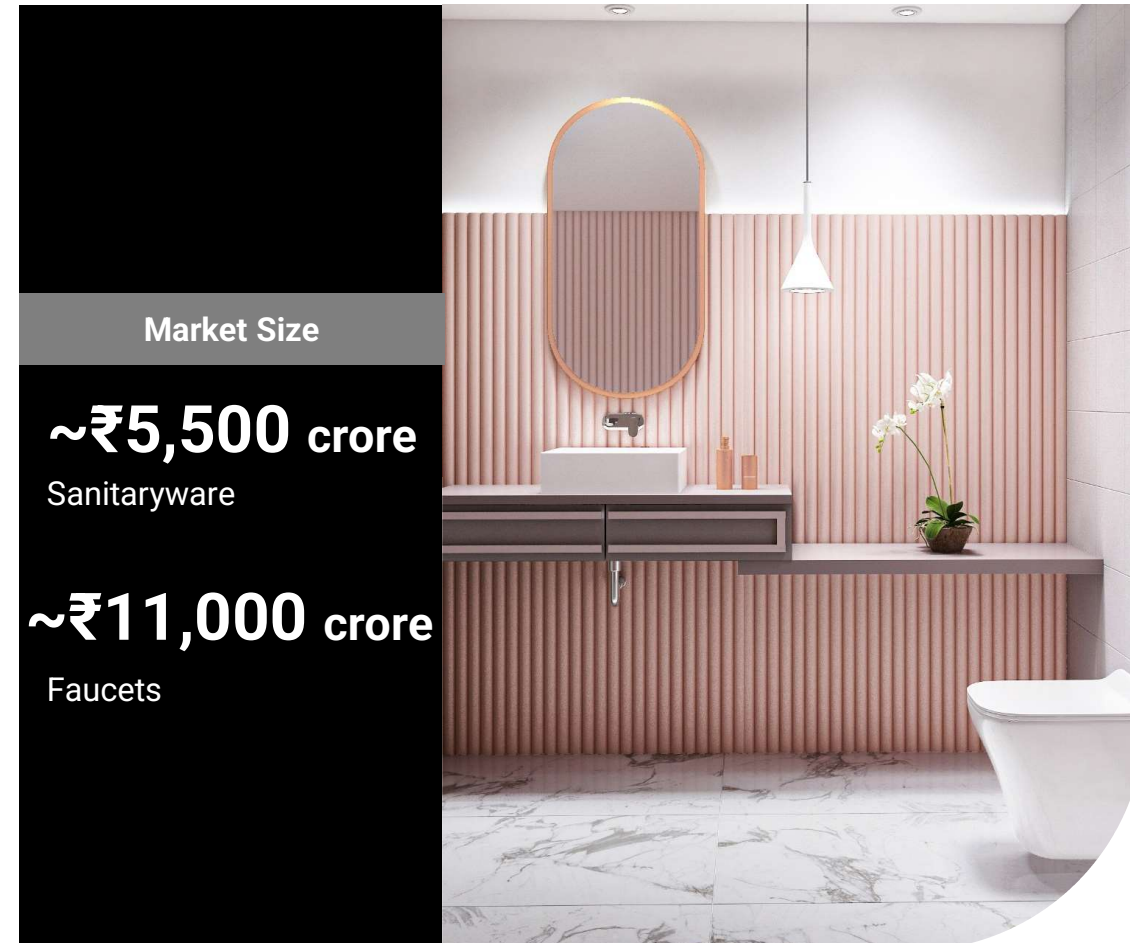 Market Size
~₹5,500 crore
Sanitaryware
~₹11,000 crore
Faucets